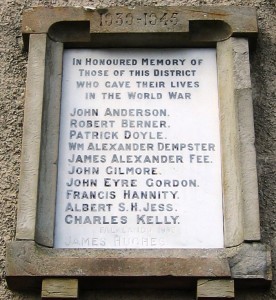 1939-1945
IN HONOURED MEMORY OF
THOSE OF THIS DISTRICT
WHO GAVE THEIR LIVES
IN THE WORLD WAR
JOHN ANDERSON.
ROBERT BERNER.
PATRICK DOYLE.
WM ALEXANDER DEMPSTER
JAMES ALEXANDER FEE.
JOHN GILMORE.
JOHN EYRE GORDON.
FRANCIS HANNITY.
ALBERT S.H. JESS.
CHARLES KELLY.
JAMES